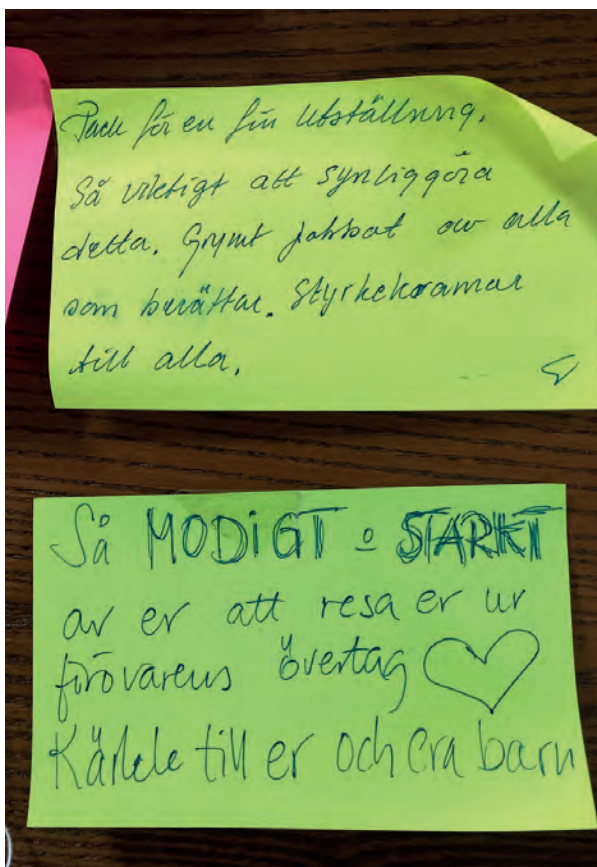 Tack för en fin Utställning.
Så viktigt att synliggöra
detta. Grymt jobbat av alla
som berättar. Styrkekramar
till alla.
Så MODiGT o STARKT
av er att resa er ur
förövarens övertag
Kärlek till er och era barn